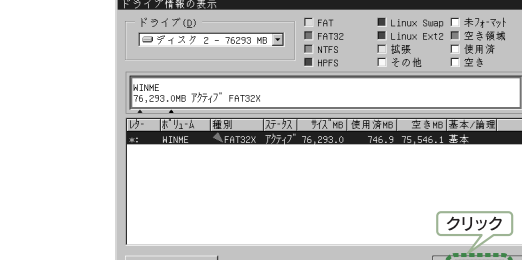 ドライブ情報の表示
ドライブ(D)
ディスク 2 - 76293 MB
FAT
FAT32
NTFS
HPFS
Linux Swap
Linux Ext2
拡張
その他
未フォーマット
空き領域
使用済
空き
WINME
76,293.0MB アクティブ FAT32X
レター ボリューム 種別 ステータス サイズMB 使用済MB 空きMB 基本/論理
*: WINME FAT32X アクティブ 76,293.0 746.9 75,546.1 基本
クリック